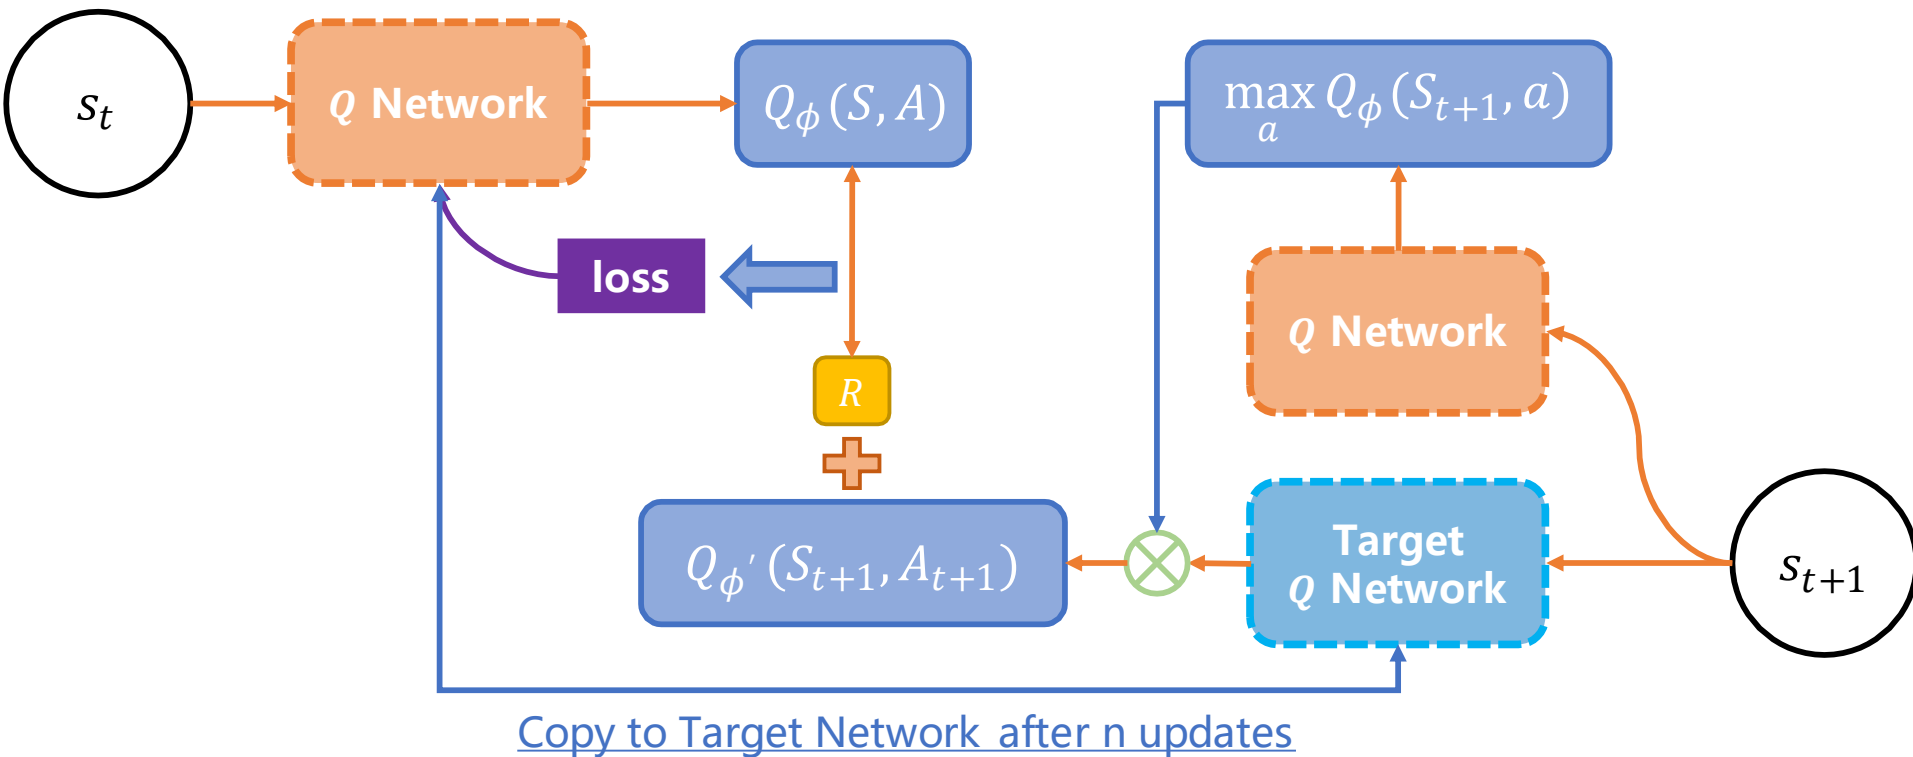 s_t
Q Network
Q_ϕ(S, A)
max_a Q_ϕ(S_{t+1}, a)
loss
Q Network
R
Target
Q Network
Q_ϕ′(S_{t+1}, A_{t+1})
s_{t+1}
Copy to Target Network after n updates